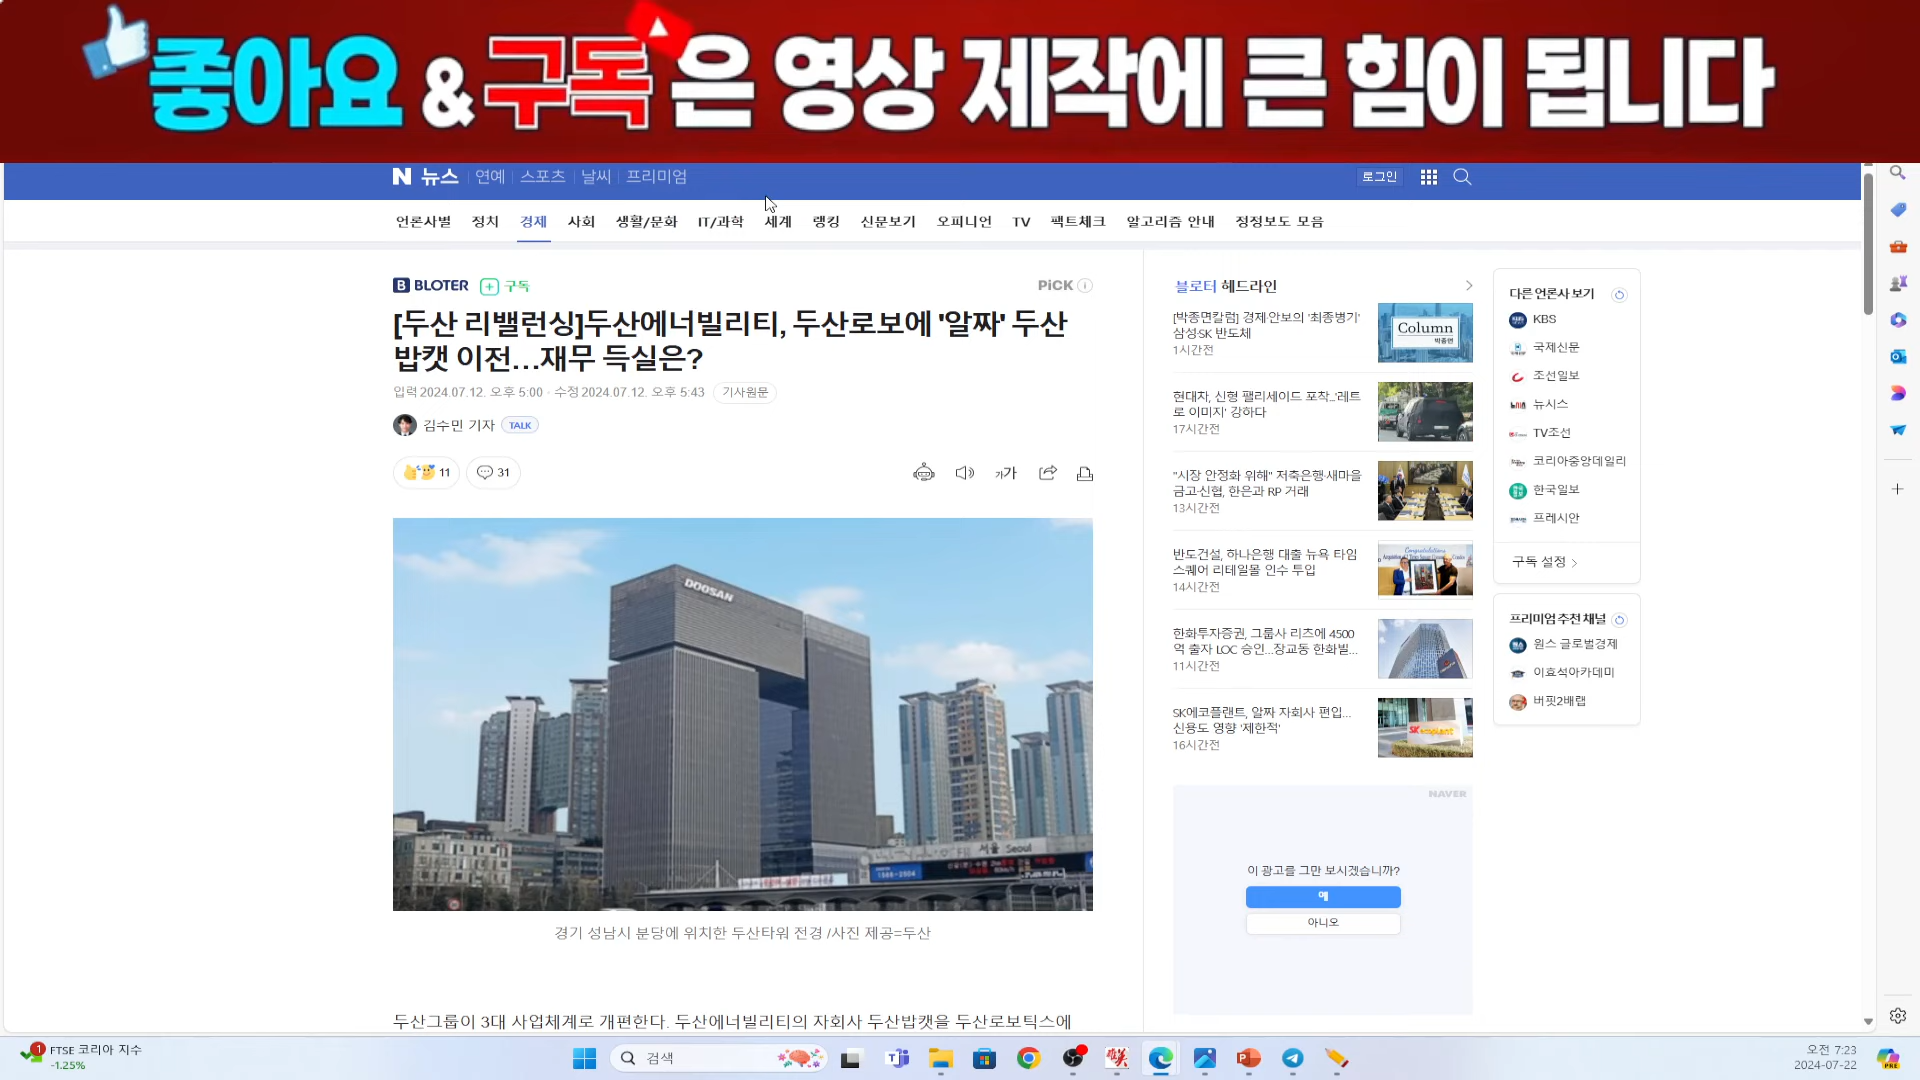 좋아요 & 구독 은 영상 제작에 큰 힘이 됩니다
N 뉴스 연예 스포츠 날씨 프리미엄
로그인
언론사별 정치 경제 사회 생활/문화 IT/과학 세계 랭킹 신문보기 오피니언 TV 팩트체크 알고리즘 안내 정정보도 모음
B BLOTER 구독
PiCK
[두산 리밸런싱]두산에너빌리티, 두산로보에 '알짜' 두산
밥캣 이전…재무 득실은?
입력 2024.07.12. 오후 5:00 · 수정 2024.07.12. 오후 5:43 기사원문
김수민 기자 TALK
11 31
가가
DOOSAN
서울 Seoul
1566-2504
경기 성남시 분당에 위치한 두산타워 전경 /사진 제공=두산
두산그룹이 3대 사업체계로 개편한다. 두산에너빌리티의 자회사 두산밥캣을 두산로보틱스에
블로터 헤드라인
[박종면칼럼] 경제안보의 '최종병기'
삼성·SK 반도체
1시간전
Column
박종면
현대차, 신형 팰리세이드 포착…'레트
로 이미지' 강하다
17시간전
"시장 안정화 위해" 저축은행·새마을
금고·신협, 한은과 RP 거래
13시간전
반도건설, 하나은행 대출 뉴욕 타임
스퀘어 리테일몰 인수 투입
14시간전
한화투자증권, 그룹사 리츠에 4500
억 출자 LOC 승인…장교동 한화빌…
11시간전
SK에코플랜트, 알짜 자회사 편입…
신용도 영향 '제한적'
16시간전
SK ecoplant
NAVER
이 광고를 그만 보시겠습니까?
예
아니오
다른 언론사 보기
KBS
국제신문
조선일보
뉴시스
TV조선
코리아중앙데일리
한국일보
프레시안
구독 설정
프리미엄 추천 채널
원스 글로벌경제
이효석아카데미
버핏2배랩
1 FTSE 코리아 지수
-1.25%
검색
오전 7:23
2024-07-22